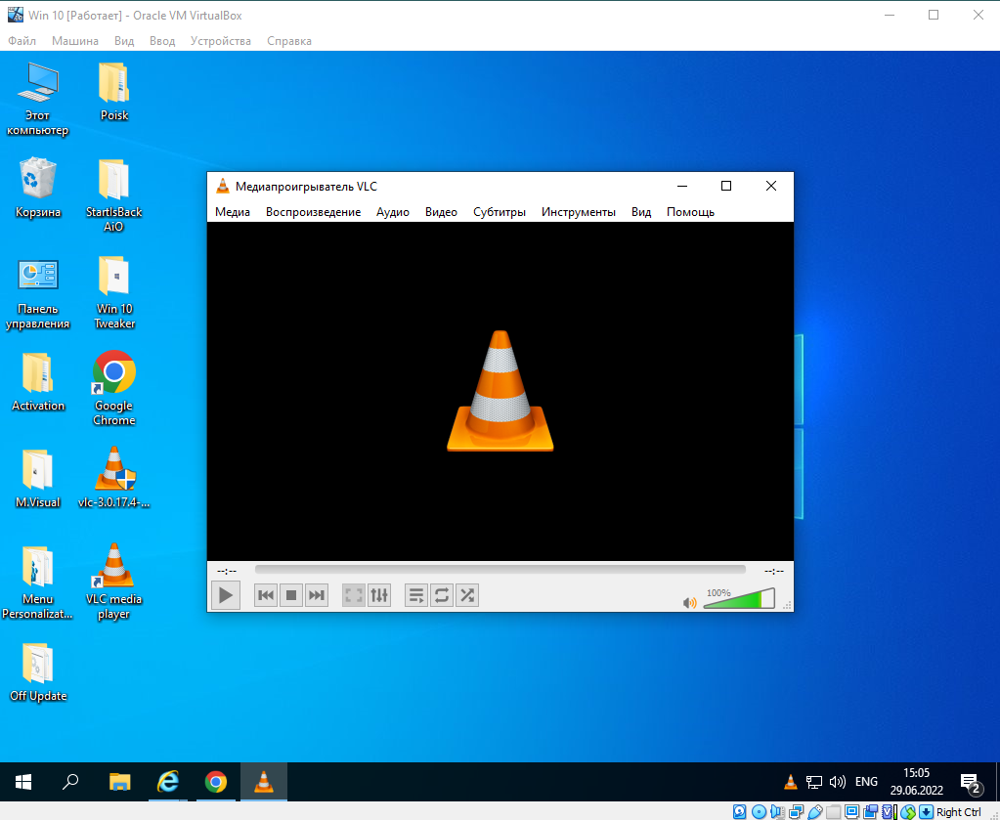 Win 10 [Работает] - Oracle VM VirtualBox
Файл Машина Вид Ввод Устройства Справка
Этот
компьютер
Poisk
Корзина
StartIsBack
AiO
Панель
управления
Win 10
Tweaker
Activation
Google
Chrome
M.Visual
vlc-3.0.17.4-...
Menu
Personalizat...
VLC media
player
Off Update
Медиапроигрыватель VLC
Медиа Воспроизведение Аудио Видео Субтитры Инструменты Вид Помощь
--:-- --:--
100%
ENG
15:05
29.06.2022
2
Right Ctrl